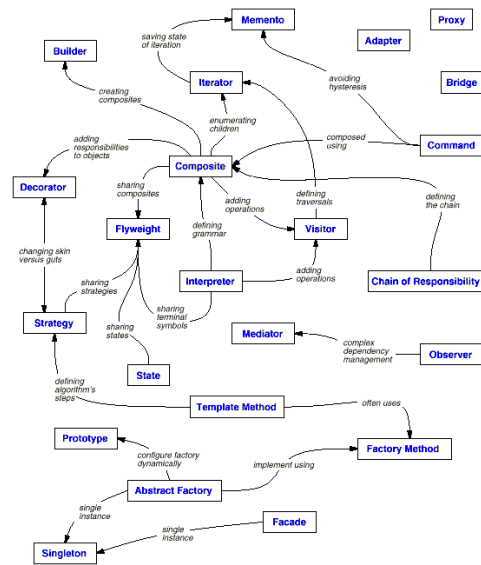 Memento
Proxy
saving state
of iteration
Adapter
Builder
Iterator
avoiding
hysteresis
Bridge
creating
composites
enumerating
children
adding
responsibilities
to objects
composed
using
Command
Composite
Decorator
sharing
composites
adding
operations
defining
traversals
defining
the chain
Flyweight
defining
grammar
Visitor
changing skin
versus guts
adding
operations
Interpreter
Chain of Responsibility
sharing
strategies
sharing
terminal
symbols
Strategy
sharing
states
Mediator
complex
dependency
management
Observer
State
defining
algorithm's
steps
Template Method
often uses
Prototype
configure factory
dynamically
implement using
Factory Method
Abstract Factory
single
instance
single
instance
Facade
Singleton